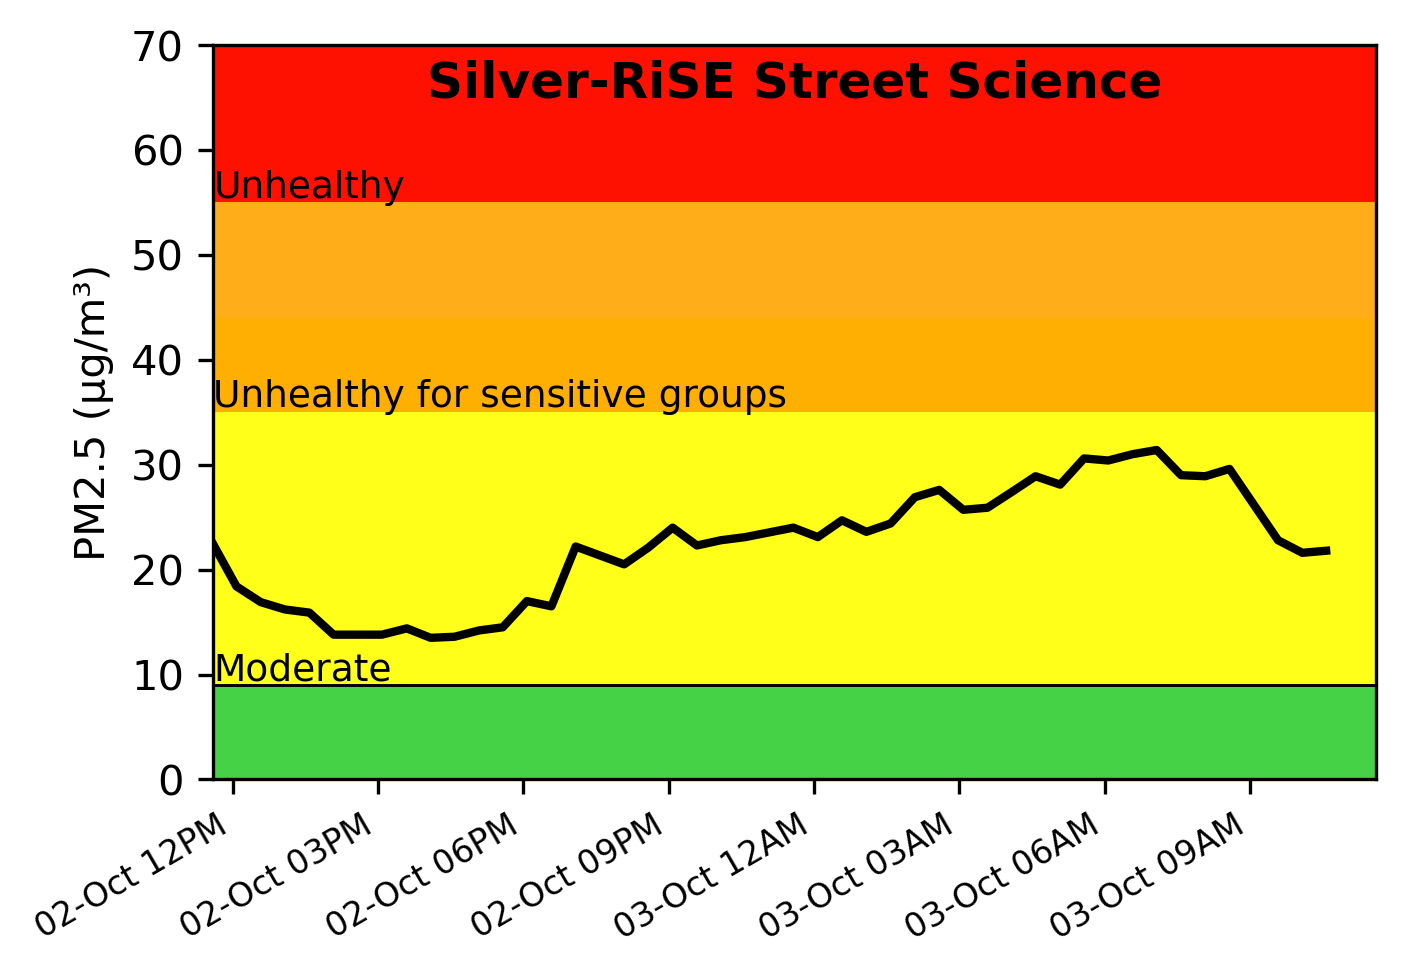 Silver-RiSE Street Science
PM2.5 (µg/m³)
70
60
Unhealthy
50
40
Unhealthy for sensitive groups
30
20
10
Moderate
0
02-Oct 12PM
02-Oct 03PM
02-Oct 06PM
02-Oct 09PM
03-Oct 12AM
03-Oct 03AM
03-Oct 06AM
03-Oct 09AM